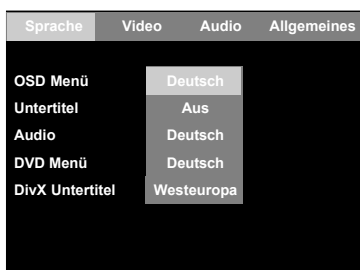 Sprache Video Audio Allgemeines
OSD Menü Deutsch
Untertitel Aus
Audio Deutsch
DVD Menü Deutsch
DivX Untertitel Westeuropa